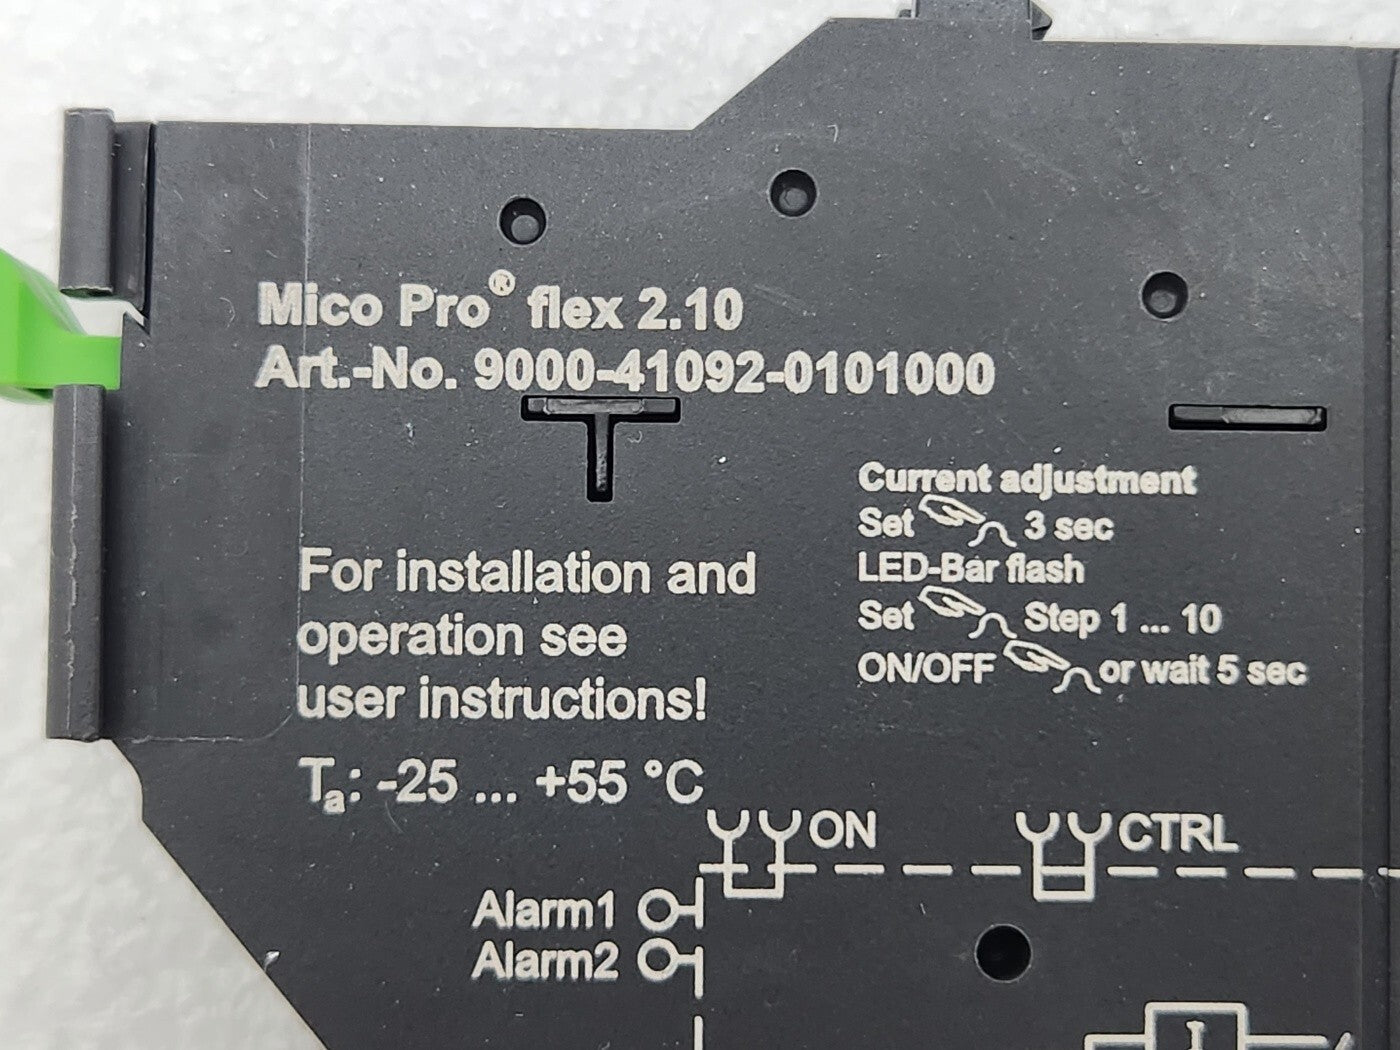 Mico Pro® flex 2.10
Art.-No. 9000-41092-0101000
Current adjustment
Set 3 sec
LED-Bar flash
Set Step 1 ... 10
ON/OFF or wait 5 sec
For installation and
operation see
user instructions!
Ta: -25 ... +55 °C
ON
CTRL
Alarm1
Alarm2